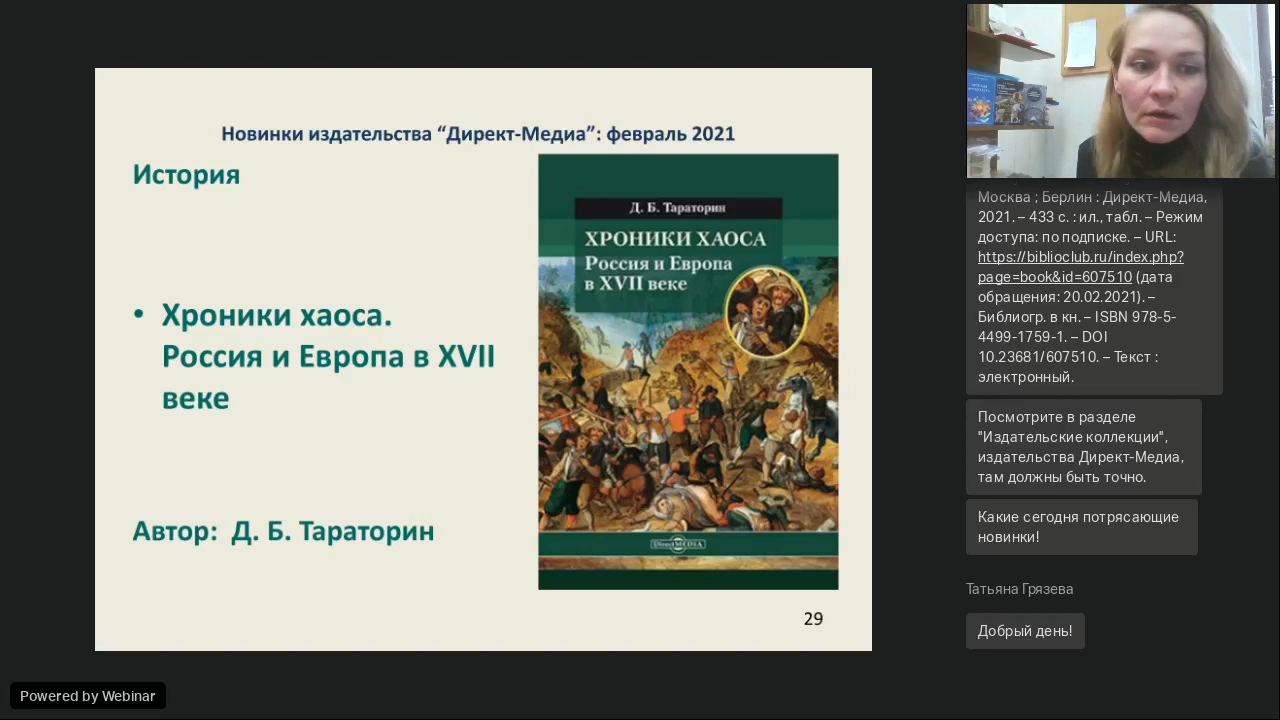 Новинки издательства “Директ-Медиа”: февраль 2021
История
• Хроники хаоса.
Россия и Европа в XVII
веке
Автор: Д. Б. Тараторин
Д. Б. Тараторин
ХРОНИКИ ХАОСА
Россия и Европа
в XVII веке
DirectMEDIA
29
Москва ; Берлин : Директ-Медиа,
2021. – 433 с. : ил., табл. – Режим
доступа: по подписке. – URL:
https://biblioclub.ru/index.php?
page=book&id=607510 (дата
обращения: 20.02.2021). –
Библиогр. в кн. – ISBN 978-5-
4499-1759-1. – DOI
10.23681/607510. – Текст :
электронный.
Посмотрите в разделе
"Издательские коллекции",
издательства Директ-Медиа,
там должны быть точно.
Какие сегодня потрясающие
новинки!
Татьяна Грязева
Добрый день!
Powered by Webinar